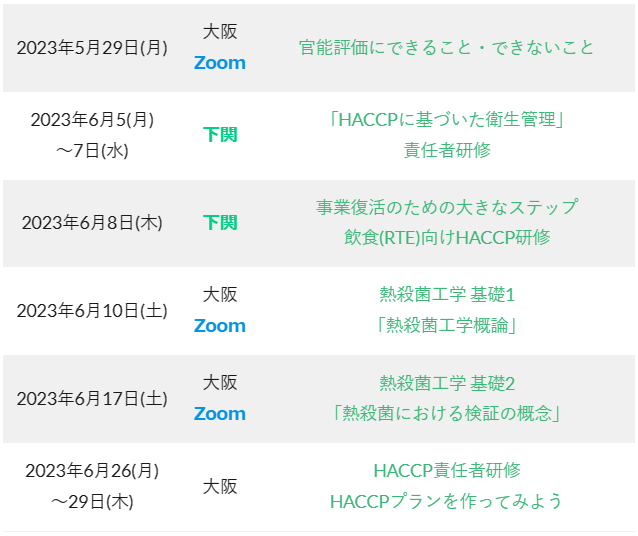 2023年5月29日(月)
大阪
Zoom
官能評価にできること・できないこと
2023年6月5(月)
～7日(水)
下関
「HACCPに基づいた衛生管理」
責任者研修
2023年6月8日(木)
下関
事業復活のための大きなステップ
飲食(RTE)向けHACCP研修
2023年6月10日(土)
大阪
Zoom
熱殺菌工学 基礎1
「熱殺菌工学概論」
2023年6月17日(土)
大阪
Zoom
熱殺菌工学 基礎2
「熱殺菌における検証の概念」
2023年6月26(月)
～29日(木)
大阪
HACCP責任者研修
HACCPプランを作ってみよう